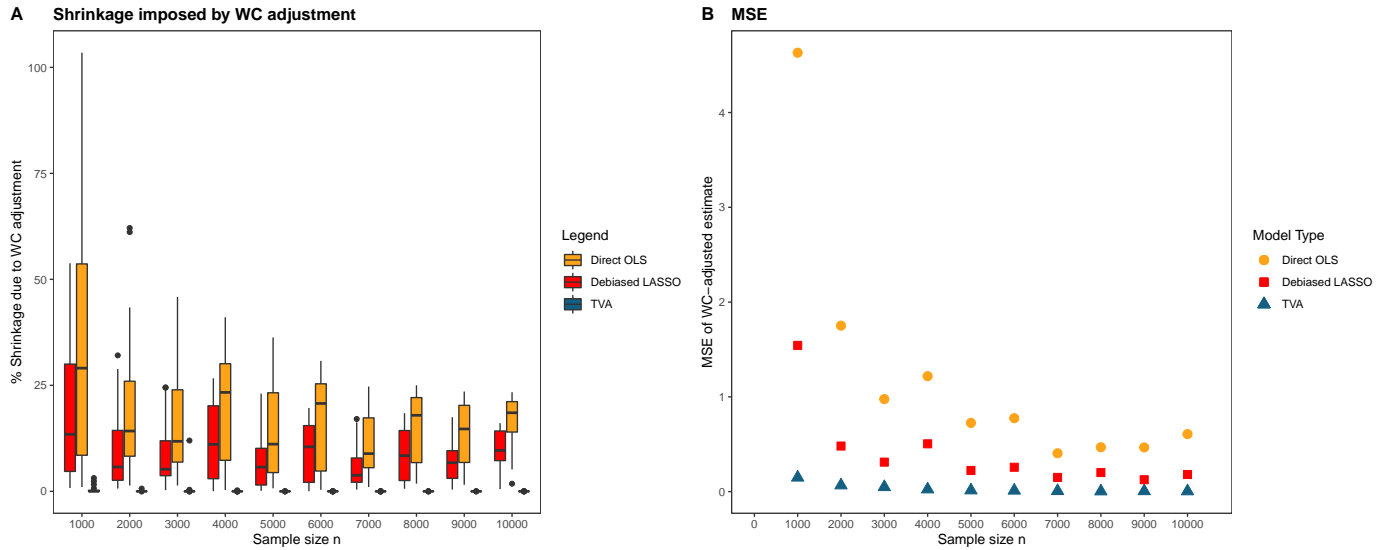 A Shrinkage imposed by WC adjustment
% Shrinkage due to WC adjustment
100
75
50
25
0
1000 2000 3000 4000 5000 6000 7000 8000 9000 10000
Sample size n
Legend
Direct OLS
Debiased LASSO
TVA
B MSE
MSE of WC−adjusted estimate
4
3
2
1
0
0 1000 2000 3000 4000 5000 6000 7000 8000 9000 10000
Sample size n
Model Type
Direct OLS
Debiased LASSO
TVA